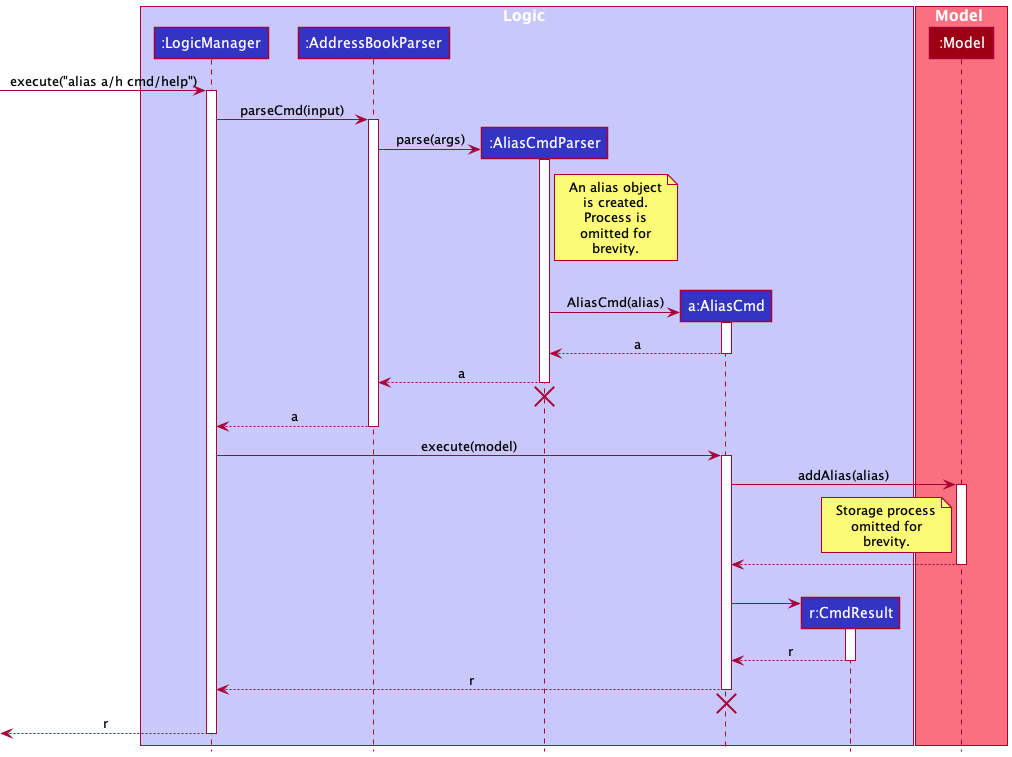 Logic
Model
:LogicManager
:AddressBookParser
:Model
execute("alias a/h cmd/help")
parseCmd(input)
parse(args)
:AliasCmdParser
An alias object
is created.
Process is
omitted for
brevity.
AliasCmd(alias)
a:AliasCmd
a
a
a
execute(model)
addAlias(alias)
Storage process
omitted for
brevity.
r:CmdResult
r
r
r